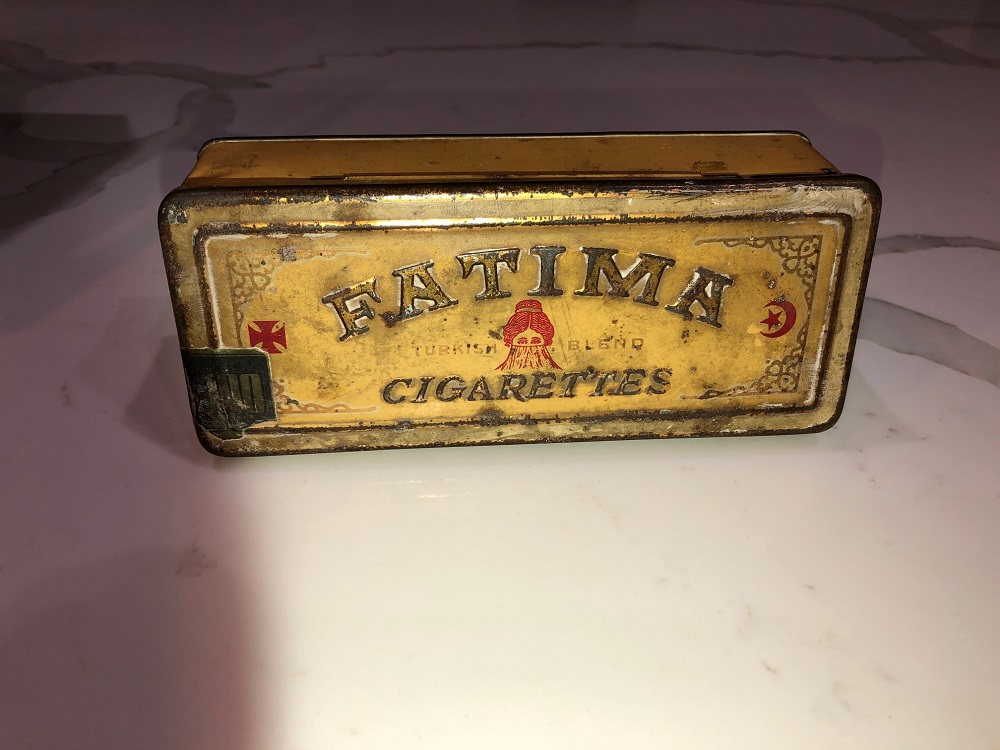 FATIMA
TURKISH BLEND
CIGARETTES